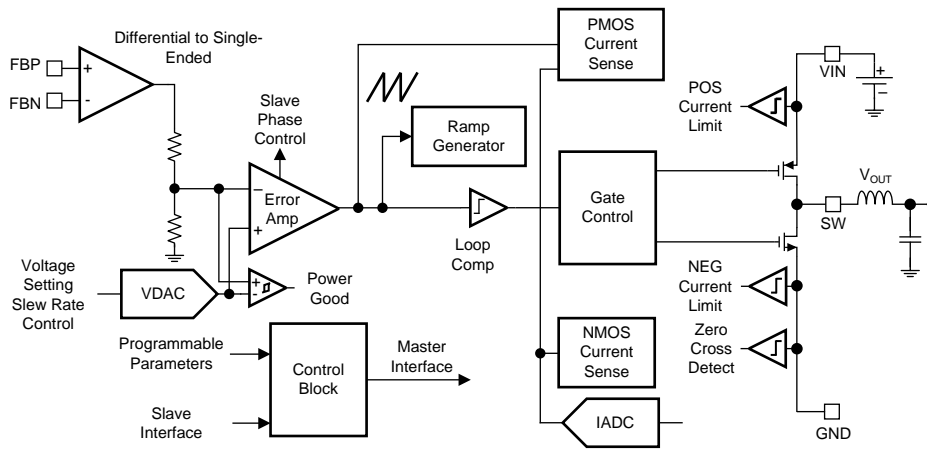 Differential to Single-
Ended
FBP
FBN
+
-
Slave
Phase
Control
PMOS
Current
Sense
Ramp
Generator
VIN
+
−
POS
Current
Limit
−
Error
Amp
+
Loop
Comp
Gate
Control
V_OUT
SW
Voltage
Setting
Slew Rate
Control
VDAC
+
-
Power
Good
NEG
Current
Limit
Zero
Cross
Detect
Programmable
Parameters
Control
Block
Master
Interface
NMOS
Current
Sense
Slave
Interface
IADC
GND